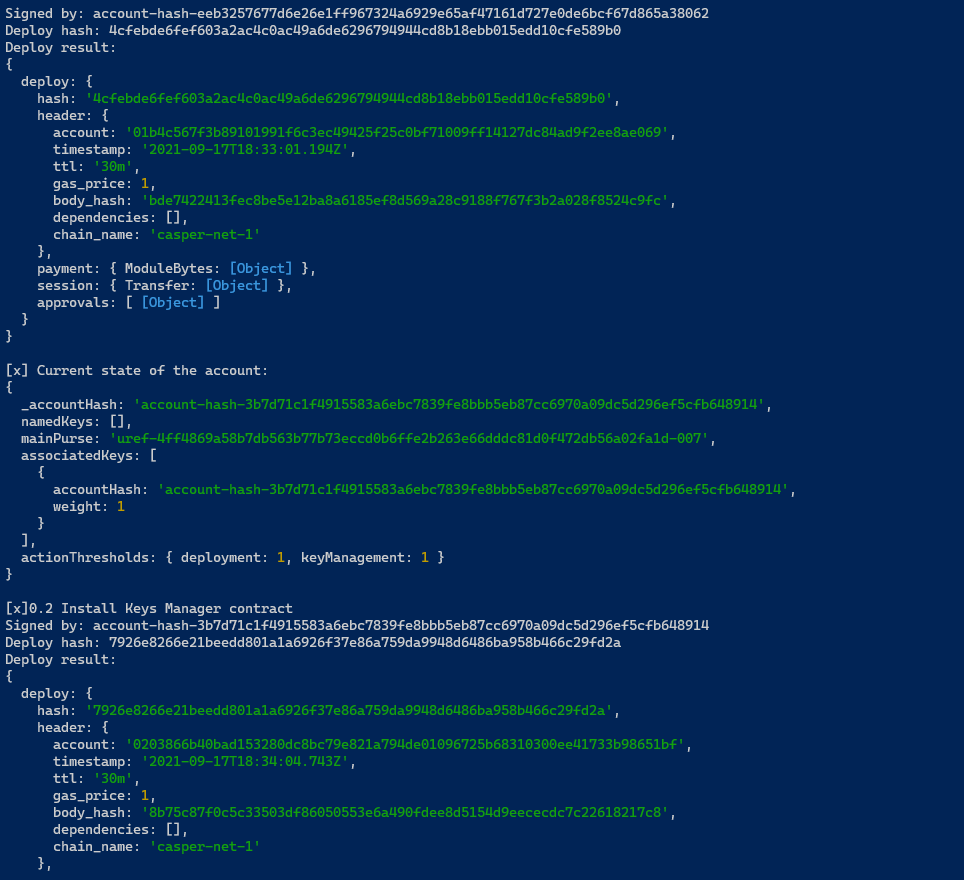 Signed by: account-hash-eeb3257677d6e26e1ff967324a6929e65af47161d727e0de6bcf67d865a38062
Deploy hash: 4cfebde6fef603a2ac4c0ac49a6de6296794944cd8b18ebb015edd10cfe589b0
Deploy result:
{
  deploy: {
    hash: '4cfebde6fef603a2ac4c0ac49a6de6296794944cd8b18ebb015edd10cfe589b0',
    header: {
      account: '01b4c567f3b89101991f6c3ec49425f25c0bf71009ff14127dc84ad9f2ee8ae069',
      timestamp: '2021-09-17T18:33:01.194Z',
      ttl: '30m',
      gas_price: 1,
      body_hash: 'bde7422413fec8be5e12ba8a6185ef8d569a28c9188f767f3b2a028f8524c9fc',
      dependencies: [],
      chain_name: 'casper-net-1'
    },
    payment: { ModuleBytes: [Object] },
    session: { Transfer: [Object] },
    approvals: [ [Object] ]
  }
}
[x] Current state of the account:
{
  _accountHash: 'account-hash-3b7d71c1f4915583a6ebc7839fe8bbb5eb87cc6970a09dc5d296ef5cfb648914',
  namedKeys: [],
  mainPurse: 'uref-4ff4869a58b7db563b77b73eccd0b6ffe2b263e66dddc81d0f472db56a02fa1d-007',
  associatedKeys: [
    {
      accountHash: 'account-hash-3b7d71c1f4915583a6ebc7839fe8bbb5eb87cc6970a09dc5d296ef5cfb648914',
      weight: 1
    }
  ],
  actionThresholds: { deployment: 1, keyManagement: 1 }
}
[x]0.2 Install Keys Manager contract
Signed by: account-hash-3b7d71c1f4915583a6ebc7839fe8bbb5eb87cc6970a09dc5d296ef5cfb648914
Deploy hash: 7926e8266e21beedd801a1a6926f37e86a759da9948d6486ba958b466c29fd2a
Deploy result:
{
  deploy: {
    hash: '7926e8266e21beedd801a1a6926f37e86a759da9948d6486ba958b466c29fd2a',
    header: {
      account: '0203866b40bad153280dc8bc79e821a794de01096725b68310300ee41733b98651bf',
      timestamp: '2021-09-17T18:34:04.743Z',
      ttl: '30m',
      gas_price: 1,
      body_hash: '8b75c87f0c5c33503df86050553e6a490fdee8d5154d9eececdc7c22618217c8',
      dependencies: [],
      chain_name: 'casper-net-1'
    },